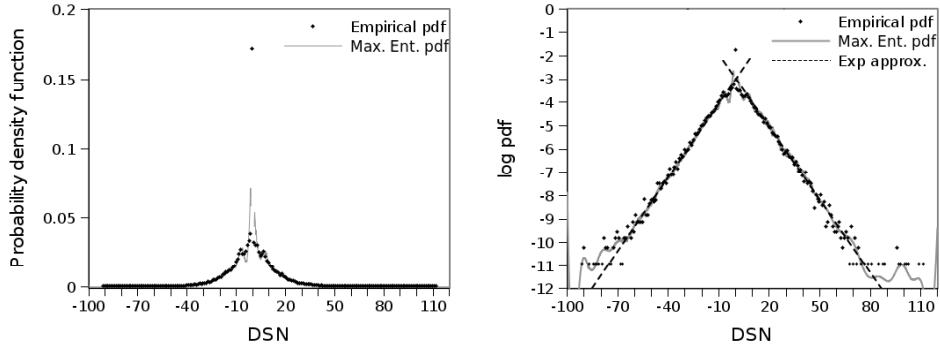 0.2
0.15
0.1
0.05
0
Probability density function
Empirical pdf
Max. Ent. pdf
-100 -70 -40 -10 20 50 80 110
DSN
0
-1
-2
-3
-4
-5
-6
-7
-8
-9
-10
-11
-12
log pdf
Empirical pdf
Max. Ent. pdf
Exp approx.
-100 -70 -40 -10 20 50 80 110
DSN